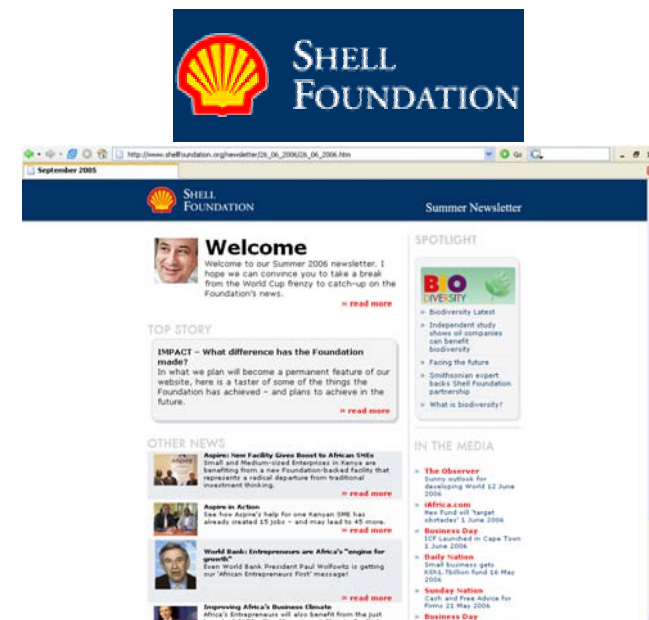 SHELL
FOUNDATION
http://www.shellfoundation.org/newsletter/26_06_2006/26_06_2006.htm
Go
September 2005
SHELL
FOUNDATION
Summer Newsletter
Welcome
Welcome to our Summer 2006 newsletter. I
hope we can convince you to take a break
from the World Cup frenzy to catch-up on the
Foundation's news.
» read more
TOP STORY
IMPACT – What difference has the Foundation
made?
In what we plan will become a permanent feature of our
website, here is a taster of some of the things the
Foundation has achieved – and plans to achieve in the
future.
» read more
OTHER NEWS
Aspire: New Facility Gives Boost to African SMEs
Small and Medium-sized Enterprises in Kenya are
benefiting from a new Foundation-backed facility that
represents a radical departure from traditional
investment thinking.
» read more
Aspire in Action
See how Aspire's help for one Kenyan SME has
already created 15 jobs – and may lead to 45 more.
» read more
World Bank: Entrepreneurs are Africa's "engine for
growth"
Even World Bank President Paul Wolfowitz is getting
our 'African Entrepreneurs First' message!
» read more
Improving Africa's Business Climate
Africa's Entrepreneurs will also benefit from the just
SPOTLIGHT
BIO
DIVERSITY
» Biodiversity Latest
» Independent study
shows oil companies
can benefit
biodiversity
» Facing the future
» Smithsonian expert
backs Shell Foundation
partnership
» What is biodiversity?
IN THE MEDIA
» The Observer
Sunny outlook for
developing World 12 June
2006
» iAfrica.com
New Fund will 'target
obstacles' 1 June 2006
» Business Day
ICF Launched in Cape Town
1 June 2006
» Daily Nation
Small business gets
KSh1.7billion fund 16 May
2006
» Sunday Nation
Cash and Free Advice for
Firms 21 May 2006
» Business Day